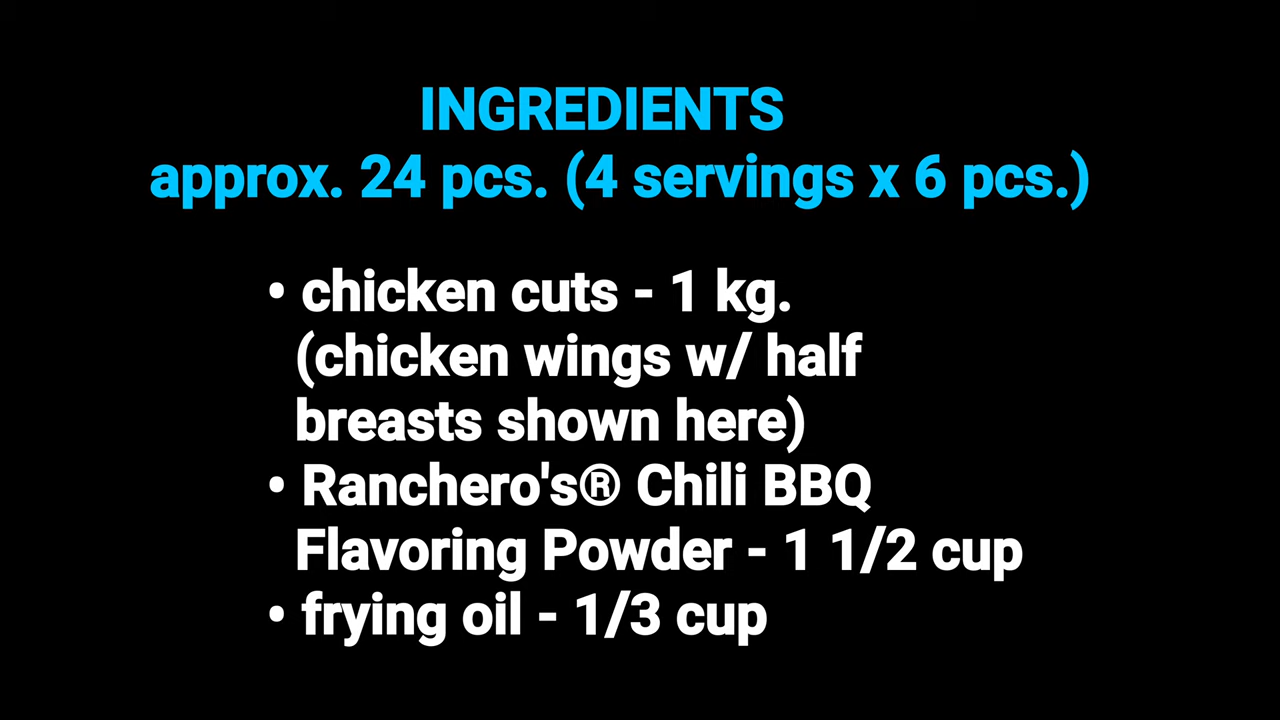 INGREDIENTS
approx. 24 pcs. (4 servings x 6 pcs.)
• chicken cuts - 1 kg.
(chicken wings w/ half
breasts shown here)
• Ranchero's® Chili BBQ
Flavoring Powder - 1 1/2 cup
• frying oil - 1/3 cup